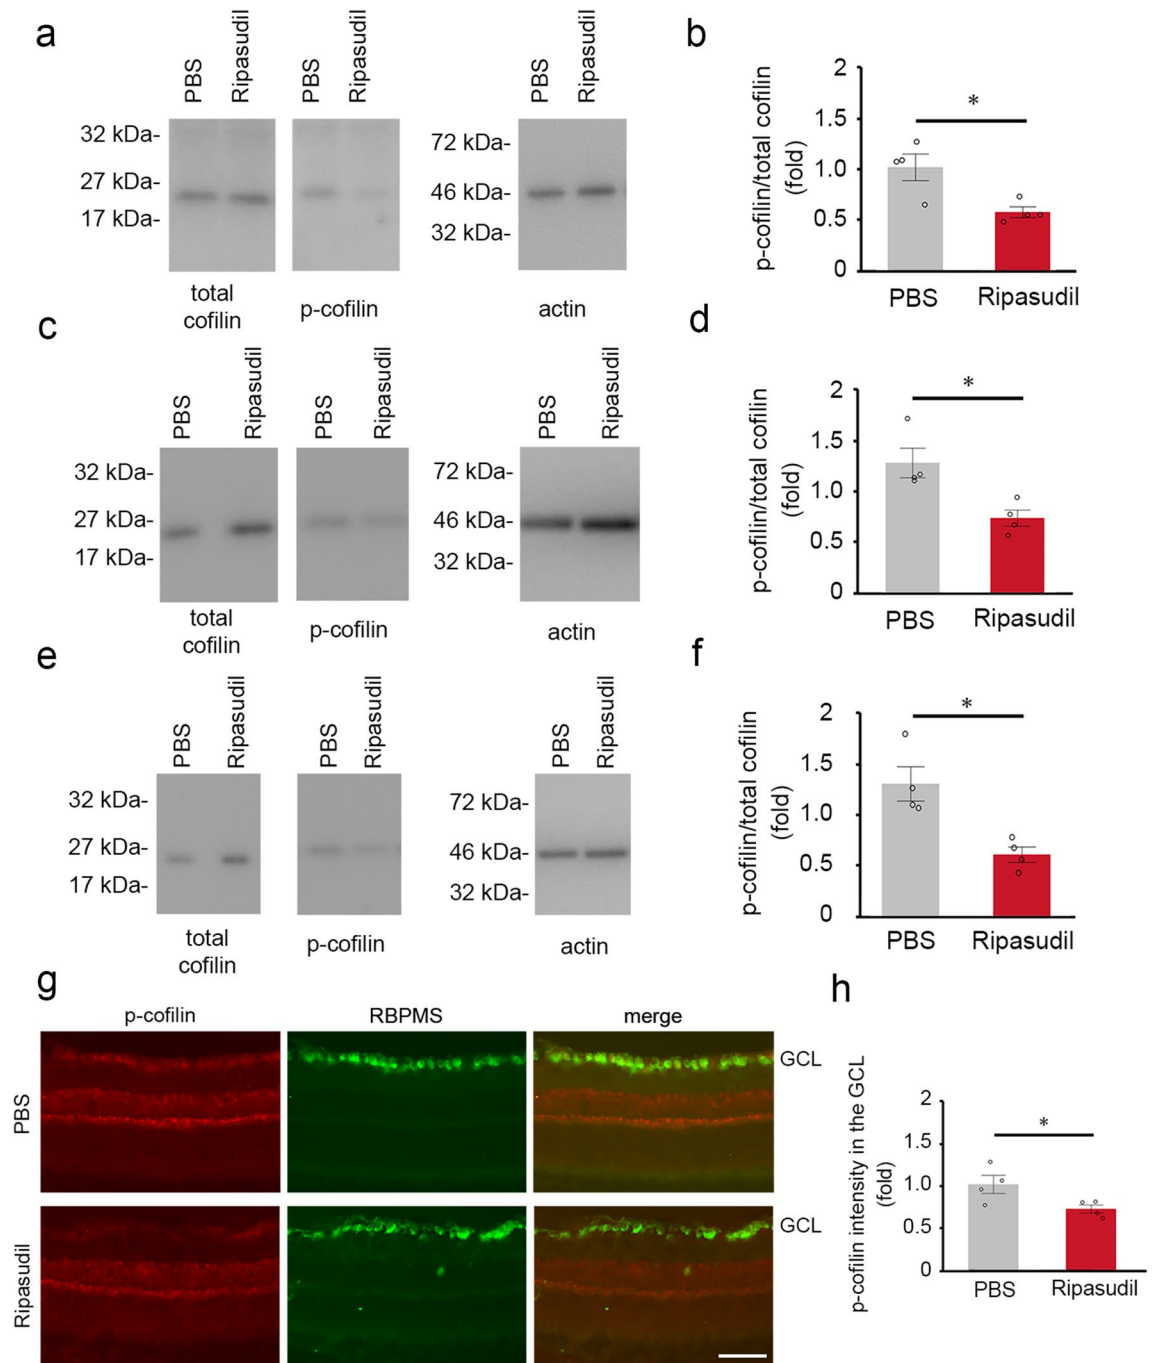 a
PBS
Ripasudil
PBS
Ripasudil
PBS
Ripasudil
32 kDa-
27 kDa-
17 kDa-
72 kDa-
46 kDa-
32 kDa-
total
cofilin
p-cofilin
actin
b
p-cofilin/total cofilin
(fold)
2
1.5
1.0
0.5
0
*
PBS
Ripasudil
c
PBS
Ripasudil
PBS
Ripasudil
PBS
Ripasudil
32 kDa-
27 kDa-
17 kDa-
72 kDa-
46 kDa-
32 kDa-
total
cofilin
p-cofilin
actin
d
p-cofilin/total cofilin
(fold)
2
1.5
1.0
0.5
0
*
PBS
Ripasudil
e
PBS
Ripasudil
PBS
Ripasudil
PBS
Ripasudil
32 kDa-
27 kDa-
17 kDa-
72 kDa-
46 kDa-
32 kDa-
total
cofilin
p-cofilin
actin
f
p-cofilin/total cofilin
(fold)
2
1.5
1.0
0.5
0
*
PBS
Ripasudil
g
p-cofilin
RBPMS
merge
PBS
GCL
Ripasudil
GCL
h
p-cofilin intensity in the GCL
(fold)
2
1.5
1.0
0.5
0
*
PBS
Ripasudil